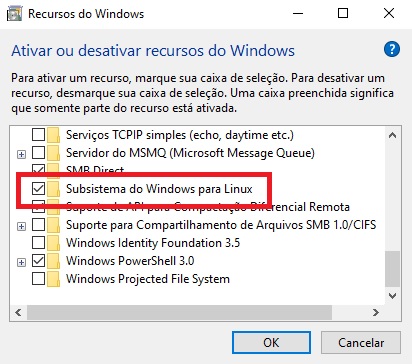 Recursos do Windows
Ativar ou desativar recursos do Windows
Para ativar um recurso, marque sua caixa de seleção. Para desativar um
recurso, desmarque sua caixa de seleção. Uma caixa preenchida significa
que somente parte do recurso está ativada.
Serviços TCPIP simples (echo, daytime etc.)
Servidor do MSMQ (Microsoft Message Queue)
SMB Direct
Subsistema do Windows para Linux
Suporte de API para Compactação Diferencial Remota
Suporte para Compartilhamento de Arquivos SMB 1.0/CIFS
Windows Identity Foundation 3.5
Windows PowerShell 3.0
Windows Projected File System
OK
Cancelar